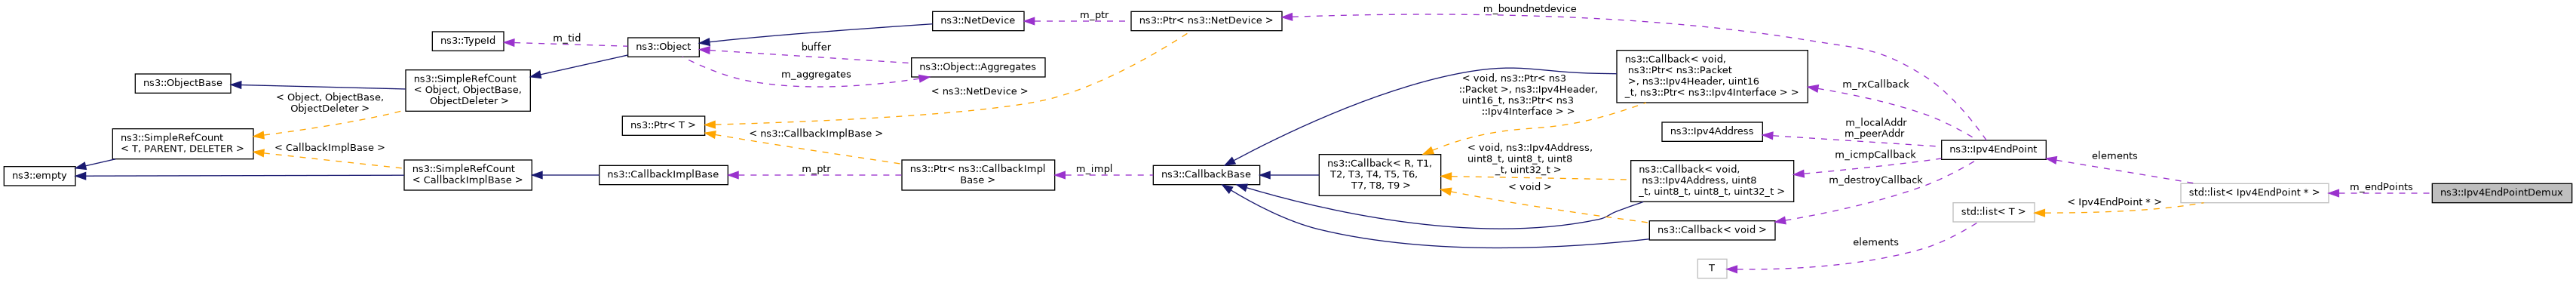 ns3::NetDevice
m_ptr
ns3::Ptr< ns3::NetDevice >
m_boundnetdevice
ns3::TypeId
m_tid
ns3::Object
buffer
ns3::Object::Aggregates
m_aggregates
ns3::ObjectBase
ns3::SimpleRefCount
< Object, ObjectBase,
ObjectDeleter >
< Object, ObjectBase,
ObjectDeleter >
< ns3::NetDevice >
< void, ns3::Ptr< ns3
::Packet >, ns3::Ipv4Header,
uint16_t, ns3::Ptr< ns3
::Ipv4Interface > >
ns3::Callback< void,
ns3::Ptr< ns3::Packet
>, ns3::Ipv4Header, uint16
_t, ns3::Ptr< ns3::Ipv4Interface > >
m_rxCallback
ns3::Ptr< T >
< ns3::CallbackImplBase >
ns3::SimpleRefCount
< T, PARENT, DELETER >
< CallbackImplBase >
ns3::empty
ns3::SimpleRefCount
< CallbackImplBase >
ns3::CallbackImplBase
m_ptr
ns3::Ptr< ns3::CallbackImpl
Base >
m_impl
ns3::CallbackBase
ns3::Callback< R, T1,
T2, T3, T4, T5, T6,
T7, T8, T9 >
< void, ns3::Ipv4Address,
uint8_t, uint8_t, uint8
_t, uint32_t >
< void >
ns3::Ipv4Address
m_localAddr
m_peerAddr
ns3::Callback< void,
ns3::Ipv4Address, uint8
_t, uint8_t, uint8_t, uint32_t >
m_icmpCallback
m_destroyCallback
ns3::Callback< void >
ns3::Ipv4EndPoint
elements
std::list< Ipv4EndPoint * >
m_endPoints
ns3::Ipv4EndPointDemux
< Ipv4EndPoint * >
std::list< T >
elements
T